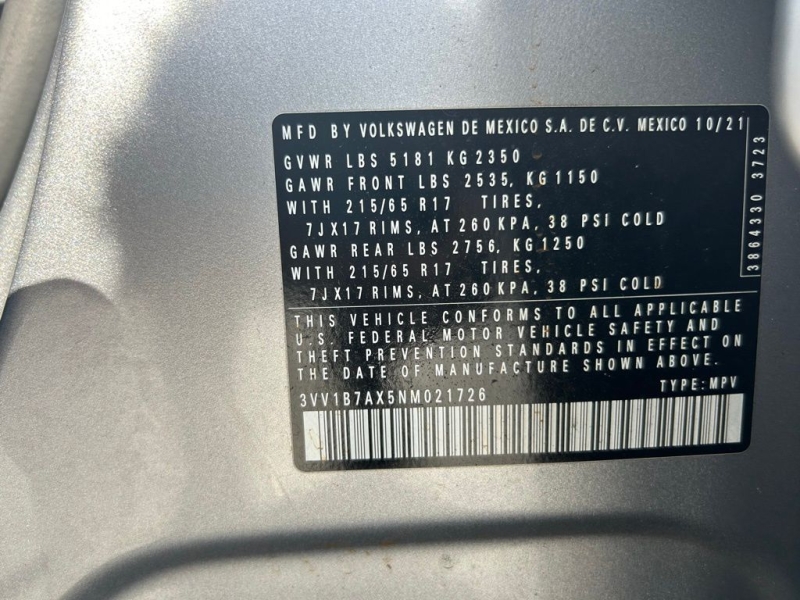 MFD BY VOLKSWAGEN DE MEXICO S.A. DE C.V. MEXICO 10/21
GVWR LBS 5181 KG 2350
GAWR FRONT LBS 2535, KG 1150
WITH 215/65 R17 TIRES,
7JX17 RIMS, AT 260 KPA, 38 PSI COLD
GAWR REAR LBS 2756, KG 1250
WITH 215/65 R17 TIRES,
7JX17 RIMS, AT 260 KPA, 38 PSI COLD
3864330 3723
THIS VEHICLE CONFORMS TO ALL APPLICABLE
U.S. FEDERAL MOTOR VEHICLE SAFETY AND
THEFT PREVENTION STANDARDS IN EFFECT ON
THE DATE OF MANUFACTURE SHOWN ABOVE.
3VV1B7AX5NM021726 TYPE: MPV